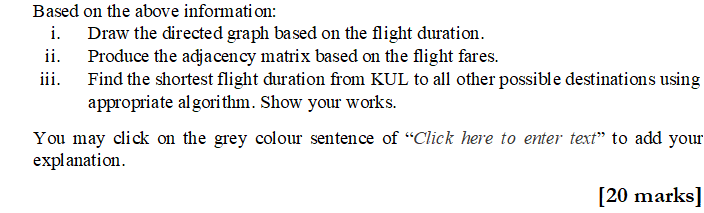 Based on the above information:
i. Draw the directed graph based on the flight duration.
ii. Produce the adjacency matrix based on the flight fares.
iii. Find the shortest flight duration from KUL to all other possible destinations using
appropriate algorithm. Show your works.
You may click on the grey colour sentence of “Click here to enter text” to add your
explanation.
[20 marks]